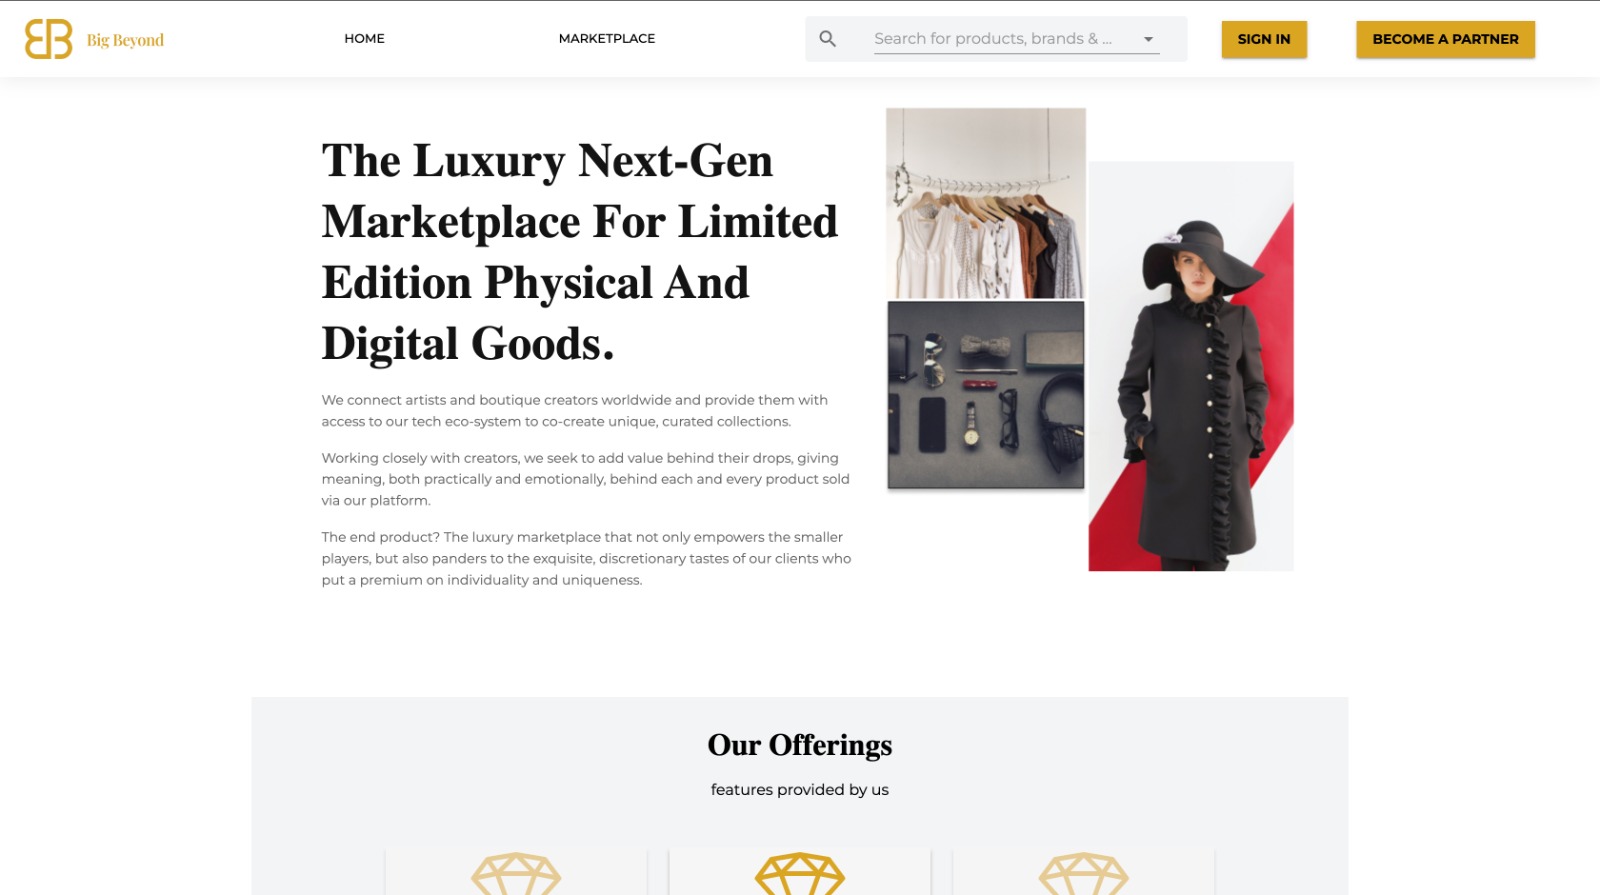 Big Beyond
HOME
MARKETPLACE
Search for products, brands & ...
SIGN IN
BECOME A PARTNER
The Luxury Next-Gen
Marketplace For Limited
Edition Physical And
Digital Goods.
We connect artists and boutique creators worldwide and provide them with
access to our tech eco-system to co-create unique, curated collections.
Working closely with creators, we seek to add value behind their drops, giving
meaning, both practically and emotionally, behind each and every product sold
via our platform.
The end product? The luxury marketplace that not only empowers the smaller
players, but also panders to the exquisite, discretionary tastes of our clients who
put a premium on individuality and uniqueness.
Our Offerings
features provided by us